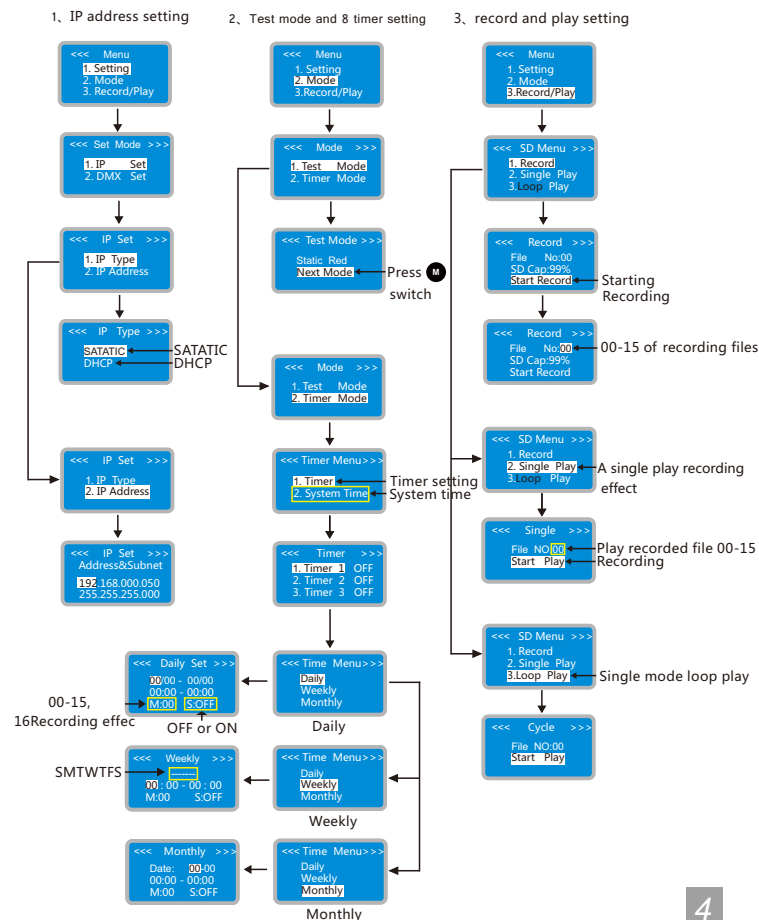 1、IP address setting
<<< Menu
1. Setting
2. Mode
3. Record/Play
<<< Set Mode >>>
1. IP Set
2. DMX Set
<<< IP Set >>>
1. IP Type
2. IP Address
<<< IP Type >>>
SATATIC
DHCP
SATATIC
DHCP
<<< IP Set >>>
1. IP Type
2. IP Address
<<< IP Set >>>
Address&Subnet
192.168.000.050
255.255.255.000
2、Test mode and 8 timer setting
<<< Menu
1. Setting
2. Mode
3.Record/Play
<<< Mode >>>
1. Test Mode
2. Timer Mode
<<< Test Mode >>>
Static Red
Next Mode
Press M
switch
<<< Mode >>>
1. Test Mode
2. Timer Mode
<<< Timer Menu>>>
1. Timer
2. System Time
Timer setting
System time
<<< Timer >>>
1. Timer 1 OFF
2. Timer 2 OFF
3. Timer 3 OFF
<<< Time Menu>>>
Daily
Weekly
Monthly
Daily
<<< Daily Set >>>
00/00 - 00/00
00:00 - 00:00
M:00 S:OFF
00-15,
16Recording effec
OFF or ON
<<< Time Menu>>>
Daily
Weekly
Monthly
Weekly
<<< Weekly >>>
-------
00 : 00 - 00 : 00
M:00 S:OFF
SMTWTFS
<<< Time Menu>>>
Daily
Weekly
Monthly
Monthly
<<< Monthly >>>
Date: 00-00
00:00 - 00:00
M:00 S:OFF
3、record and play setting
<<< Menu
1. Setting
2. Mode
3.Record/Play
<<< SD Menu >>>
1. Record
2. Single Play
3.Loop Play
<<< Record >>>
File No:00
SD Cap:99%
Start Record
Starting
Recording
<<< Record >>>
File No:00
SD Cap:99%
Start Record
00-15 of recording files
<<< SD Menu >>>
1. Record
2. Single Play
3.Loop Play
A single play recording
effect
<<< Single >>>
File NO:00
Start Play
Play recorded file 00-15
Recording
<<< SD Menu >>>
1. Record
2. Single Play
3.Loop Play
Single mode loop play
<<< Cycle >>>
File NO:00
Start Play
4